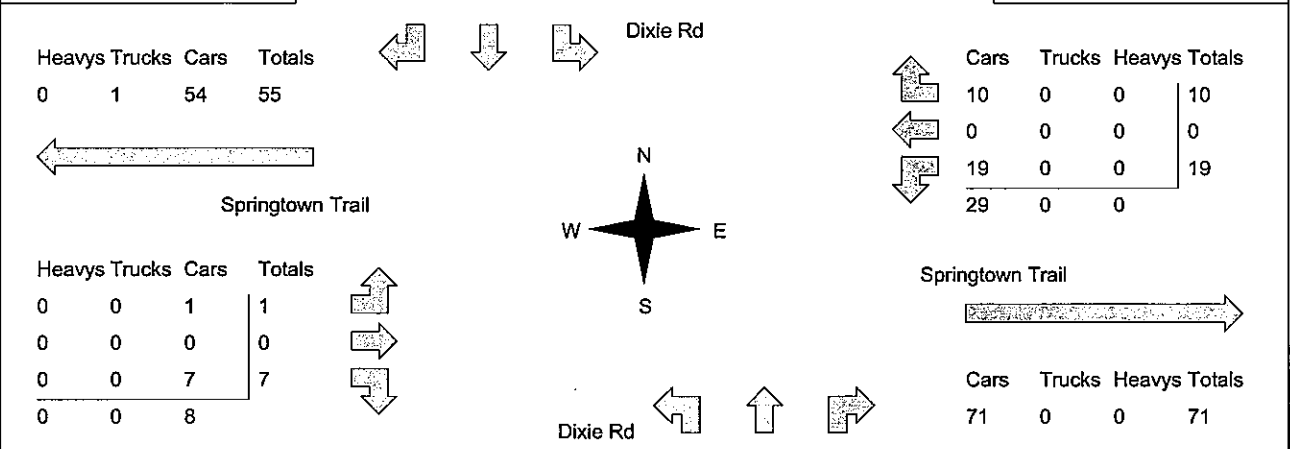 Dixie Rd
Heavys Trucks Cars Totals
0 1 54 55
Cars Trucks Heavys Totals
10 0 0 10
0 0 0 0
19 0 0 19
29 0 0
N
W E
S
Springtown Trail
Heavys Trucks Cars Totals
0 0 1 1
0 0 0 0
0 0 7 7
0 0 8
Springtown Trail
Cars Trucks Heavys Totals
71 0 0 71
Dixie Rd